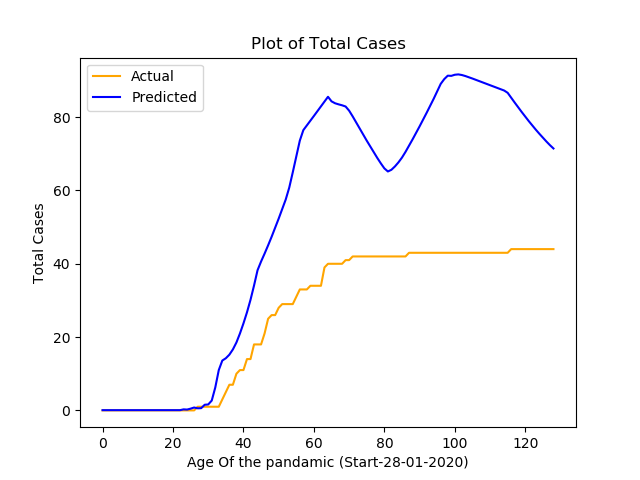 Plot of Total Cases
Actual
Predicted
Total Cases
80
60
40
20
0
0 20 40 60 80 100 120
Age Of the pandamic (Start-28-01-2020)